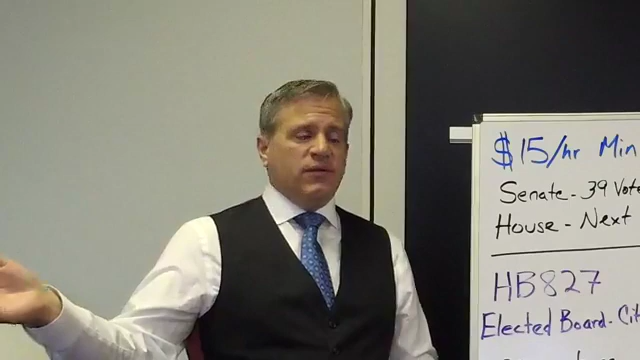 $15/hr Min
Senate - 39 Vote
House - Next
HB827
Elected Board - Cit